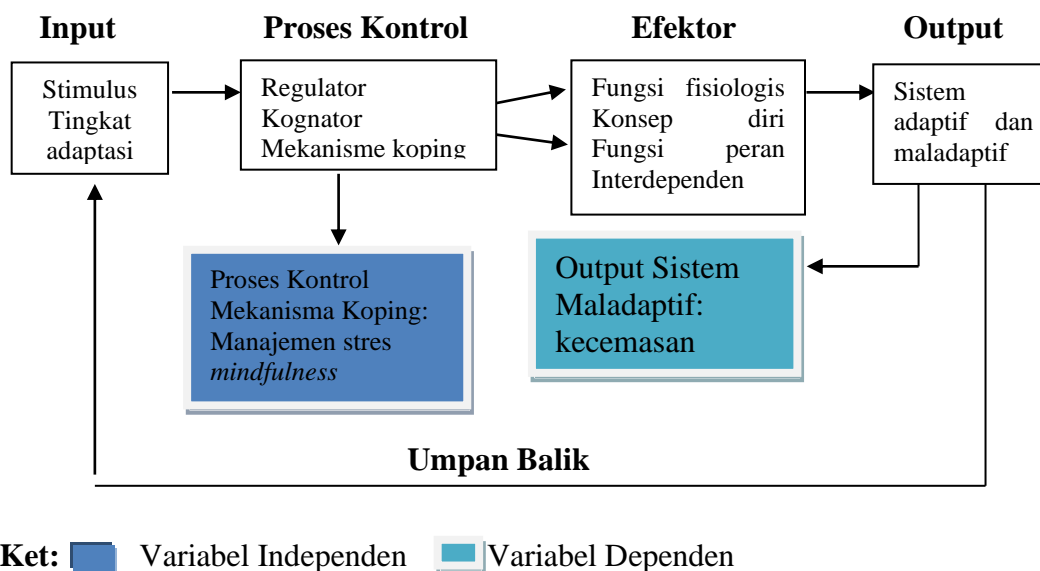 Input Proses Kontrol Efektor Output
Stimulus
Tingkat
adaptasi
Regulator
Kognator
Mekanisme koping
Fungsi fisiologis
Konsep diri
Fungsi peran
Interdependen
Sistem
adaptif dan
maladaptif
Proses Kontrol
Mekanisma Koping:
Manajemen stres
mindfulness
Output Sistem
Maladaptif:
kecemasan
Umpan Balik
Ket: Variabel Independen Variabel Dependen